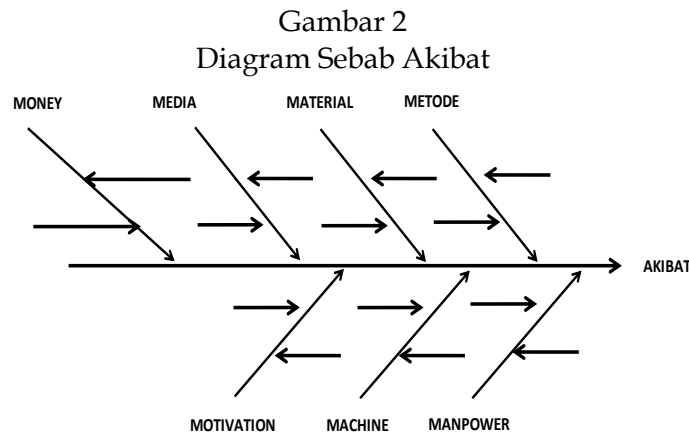 Gambar 2
Diagram Sebab Akibat
MONEY MEDIA MATERIAL METODE
AKIBAT
MOTIVATION MACHINE MANPOWER